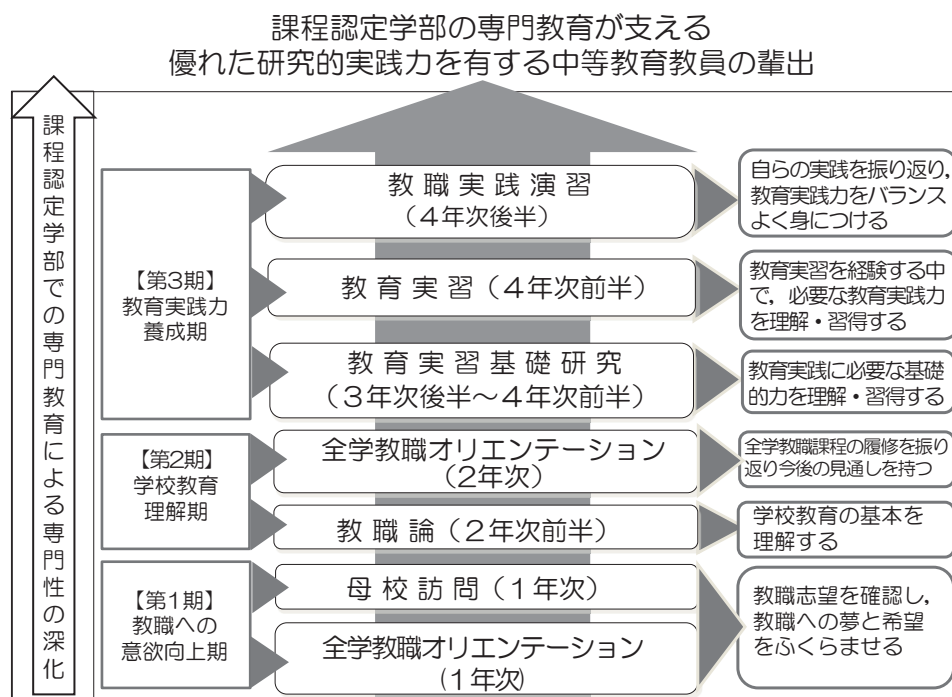 課程認定学部の専門教育が支える
優れた研究的実践力を有する中等教育教員の輩出
課程認定学部での専門教育による専門性の深化
【第3期】
教育実践力
養成期
教職実践演習
（4年次後半）
自らの実践を振り返り,
教育実践力をバランス
よく身につける
教育実習（4年次前半）
教育実習を経験する中
で，必要な教育実践力
を理解・習得する
教育実習基礎研究
（3年次後半～4年次前半）
教育実践に必要な基礎
的力を理解・習得する
【第2期】
学校教育
理解期
全学教職オリエンテーション
（2年次）
全学教職課程の履修を振り
返り今後の見通しを持つ
教職論（2年次前半）
学校教育の基本を
理解する
【第1期】
教職への
意欲向上期
母校訪問（1年次）
全学教職オリエンテーション
（1年次）
教職志望を確認し,
教職への夢と希望
をふくらませる